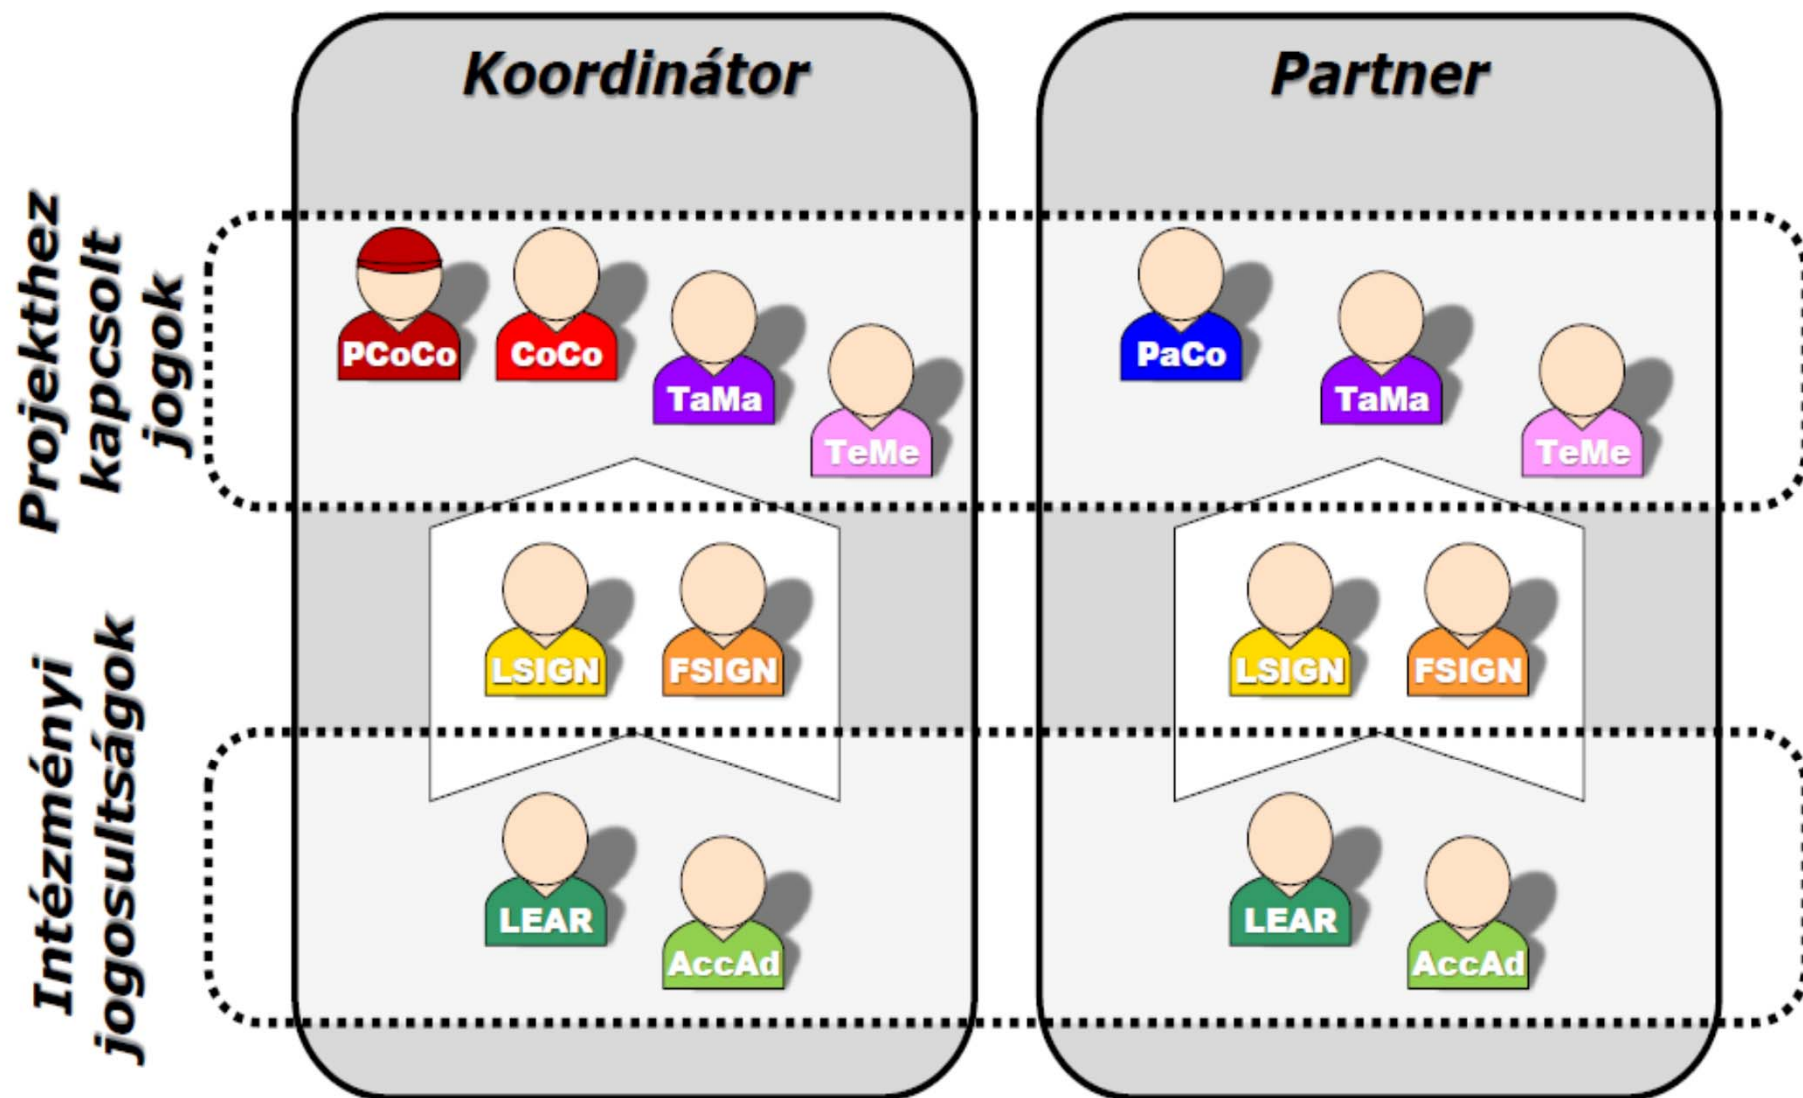 Koordinátor
Partner
Projekthez
kapcsolt
jogok
PCoCo
CoCo
TaMa
TeMe
PaCo
TaMa
TeMe
LSIGN
FSIGN
LSIGN
FSIGN
Intézményi
jogosultságok
LEAR
AccAd
LEAR
AccAd